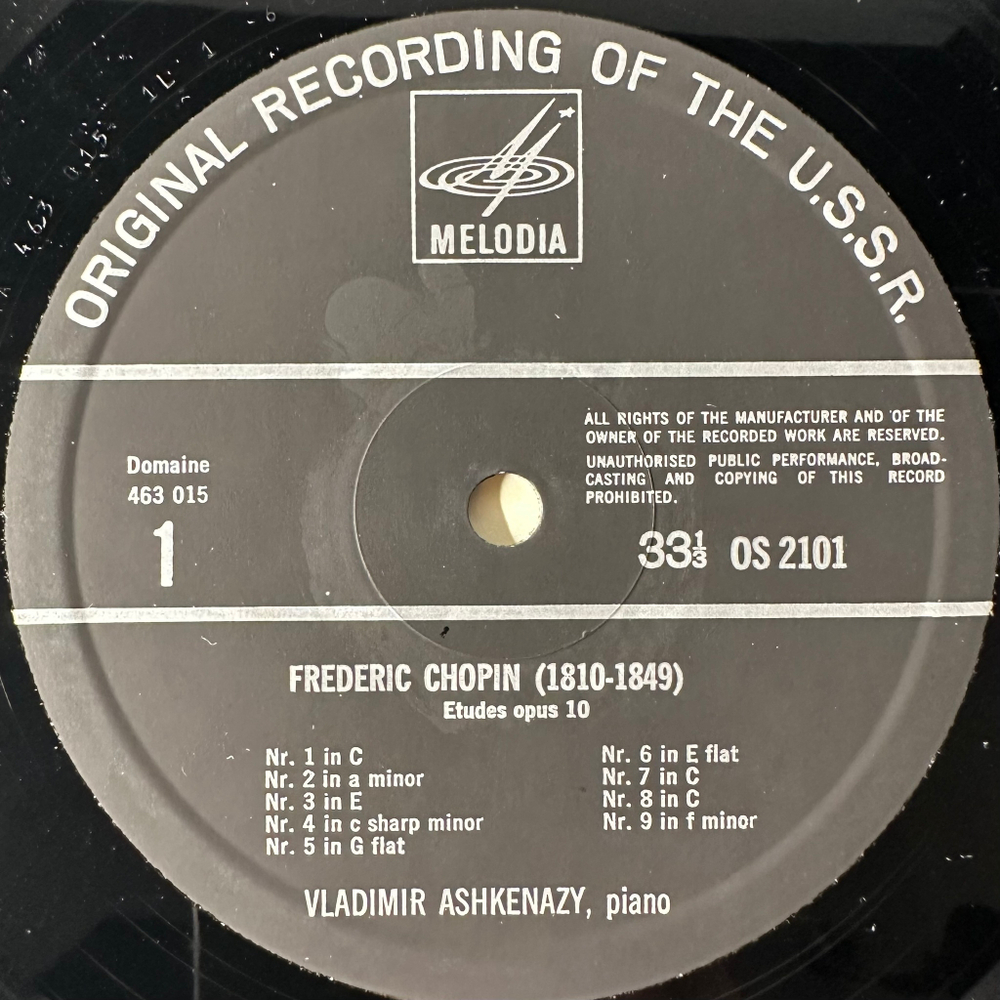 ORIGINAL RECORDING OF THE U.S.S.R.
MELODIA
ALL RIGHTS OF THE MANUFACTURER AND OF THE
OWNER OF THE RECORDED WORK ARE RESERVED.
UNAUTHORISED PUBLIC PERFORMANCE, BROAD-
CASTING AND COPYING OF THIS RECORD
PROHIBITED.
Domaine
463 015
1
33⅓ OS 2101
FREDERIC CHOPIN (1810-1849)
Etudes opus 10
Nr. 1 in C
Nr. 2 in a minor
Nr. 3 in E
Nr. 4 in c sharp minor
Nr. 5 in G flat
Nr. 6 in E flat
Nr. 7 in C
Nr. 8 in C
Nr. 9 in f minor
VLADIMIR ASHKENAZY, piano
463 015 1L 1